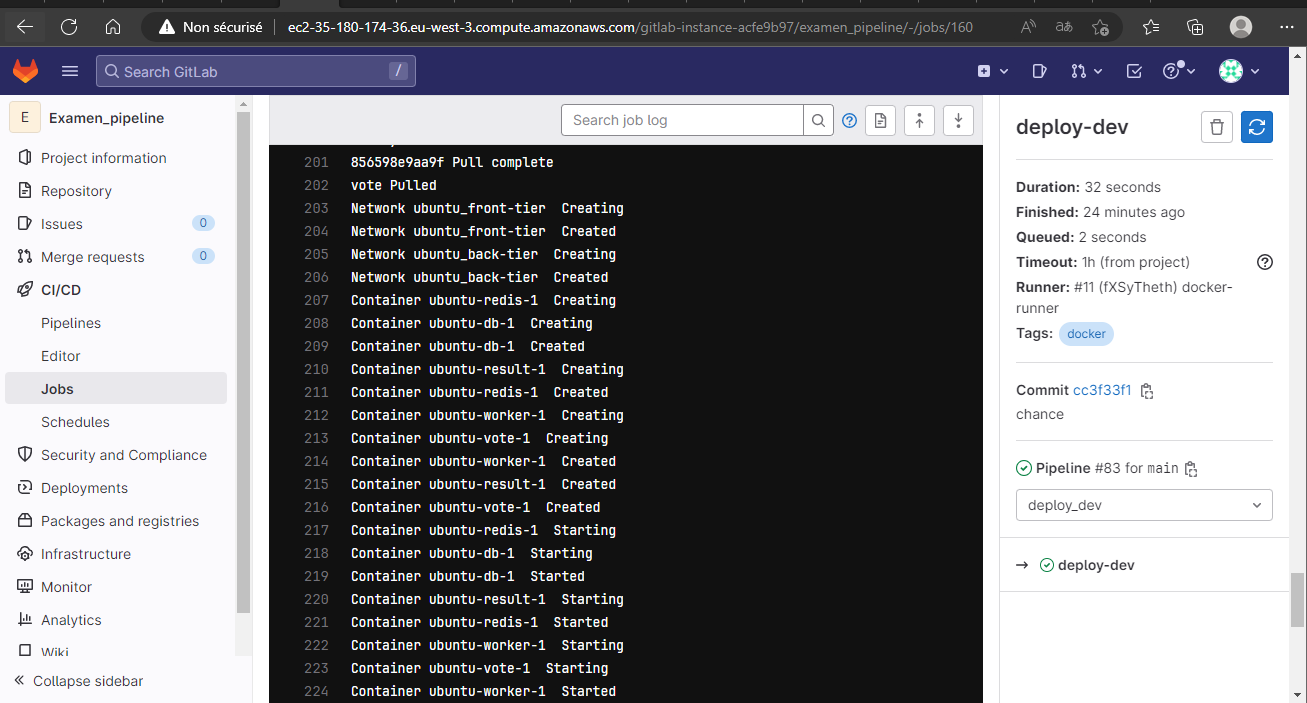 Non sécurisé ec2-35-180-174-36.eu-west-3.compute.amazonaws.com/gitlab-instance-acfe9b97/examen_pipeline/-/jobs/160
Search GitLab /
E Examen_pipeline
Project information
Repository
Issues 0
Merge requests 0
CI/CD
Pipelines
Editor
Jobs
Schedules
Security and Compliance
Deployments
Packages and registries
Infrastructure
Monitor
Analytics
Wiki
Collapse sidebar
Search job log
201 856598e9aa9f Pull complete
202 vote Pulled
203 Network ubuntu_front-tier Creating
204 Network ubuntu_front-tier Created
205 Network ubuntu_back-tier Creating
206 Network ubuntu_back-tier Created
207 Container ubuntu-redis-1 Creating
208 Container ubuntu-db-1 Creating
209 Container ubuntu-db-1 Created
210 Container ubuntu-result-1 Creating
211 Container ubuntu-redis-1 Created
212 Container ubuntu-worker-1 Creating
213 Container ubuntu-vote-1 Creating
214 Container ubuntu-worker-1 Created
215 Container ubuntu-result-1 Created
216 Container ubuntu-vote-1 Created
217 Container ubuntu-redis-1 Starting
218 Container ubuntu-db-1 Starting
219 Container ubuntu-db-1 Started
220 Container ubuntu-result-1 Starting
221 Container ubuntu-redis-1 Started
222 Container ubuntu-worker-1 Starting
223 Container ubuntu-vote-1 Starting
224 Container ubuntu-worker-1 Started
deploy-dev
Duration: 32 seconds
Finished: 24 minutes ago
Queued: 2 seconds
Timeout: 1h (from project)
Runner: #11 (fXSyTheth) docker-
runner
Tags: docker
Commit cc3f33f1
chance
Pipeline #83 for main
deploy_dev
→ deploy-dev